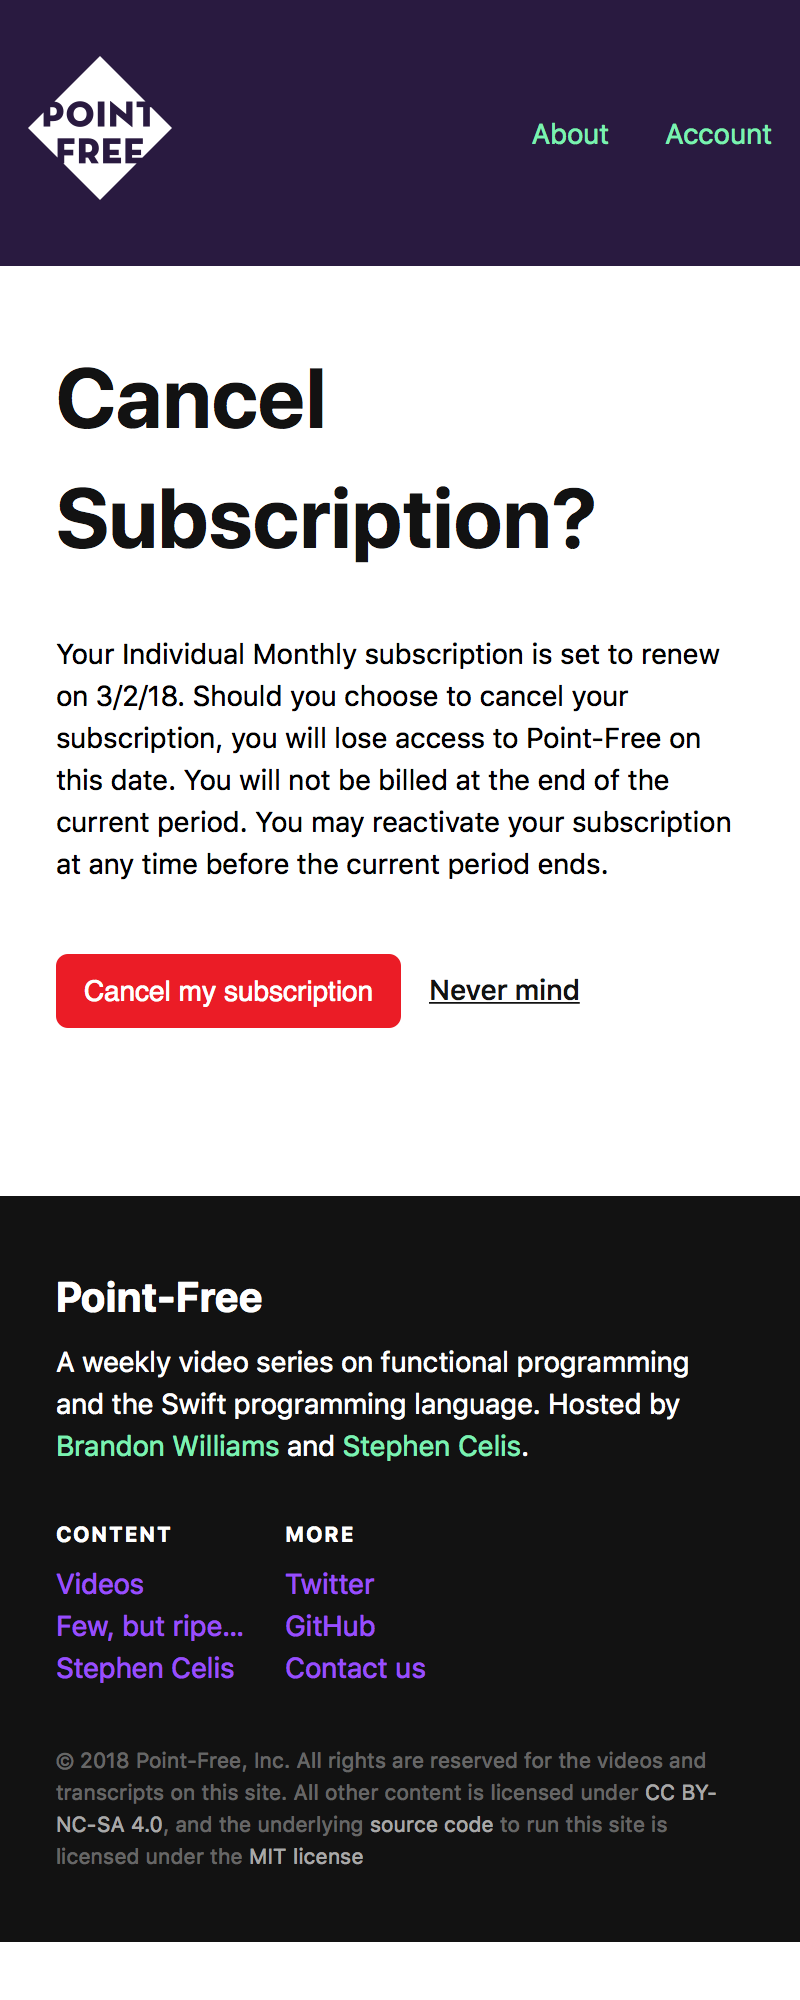 POINT
FREE
About Account
Cancel
Subscription?
Your Individual Monthly subscription is set to renew
on 3/2/18. Should you choose to cancel your
subscription, you will lose access to Point-Free on
this date. You will not be billed at the end of the
current period. You may reactivate your subscription
at any time before the current period ends.
Cancel my subscription Never mind
Point-Free
A weekly video series on functional programming
and the Swift programming language. Hosted by
Brandon Williams and Stephen Celis.
CONTENT
Videos
Few, but ripe...
Stephen Celis
MORE
Twitter
GitHub
Contact us
© 2018 Point-Free, Inc. All rights are reserved for the videos and
transcripts on this site. All other content is licensed under CC BY-
NC-SA 4.0, and the underlying source code to run this site is
licensed under the MIT license